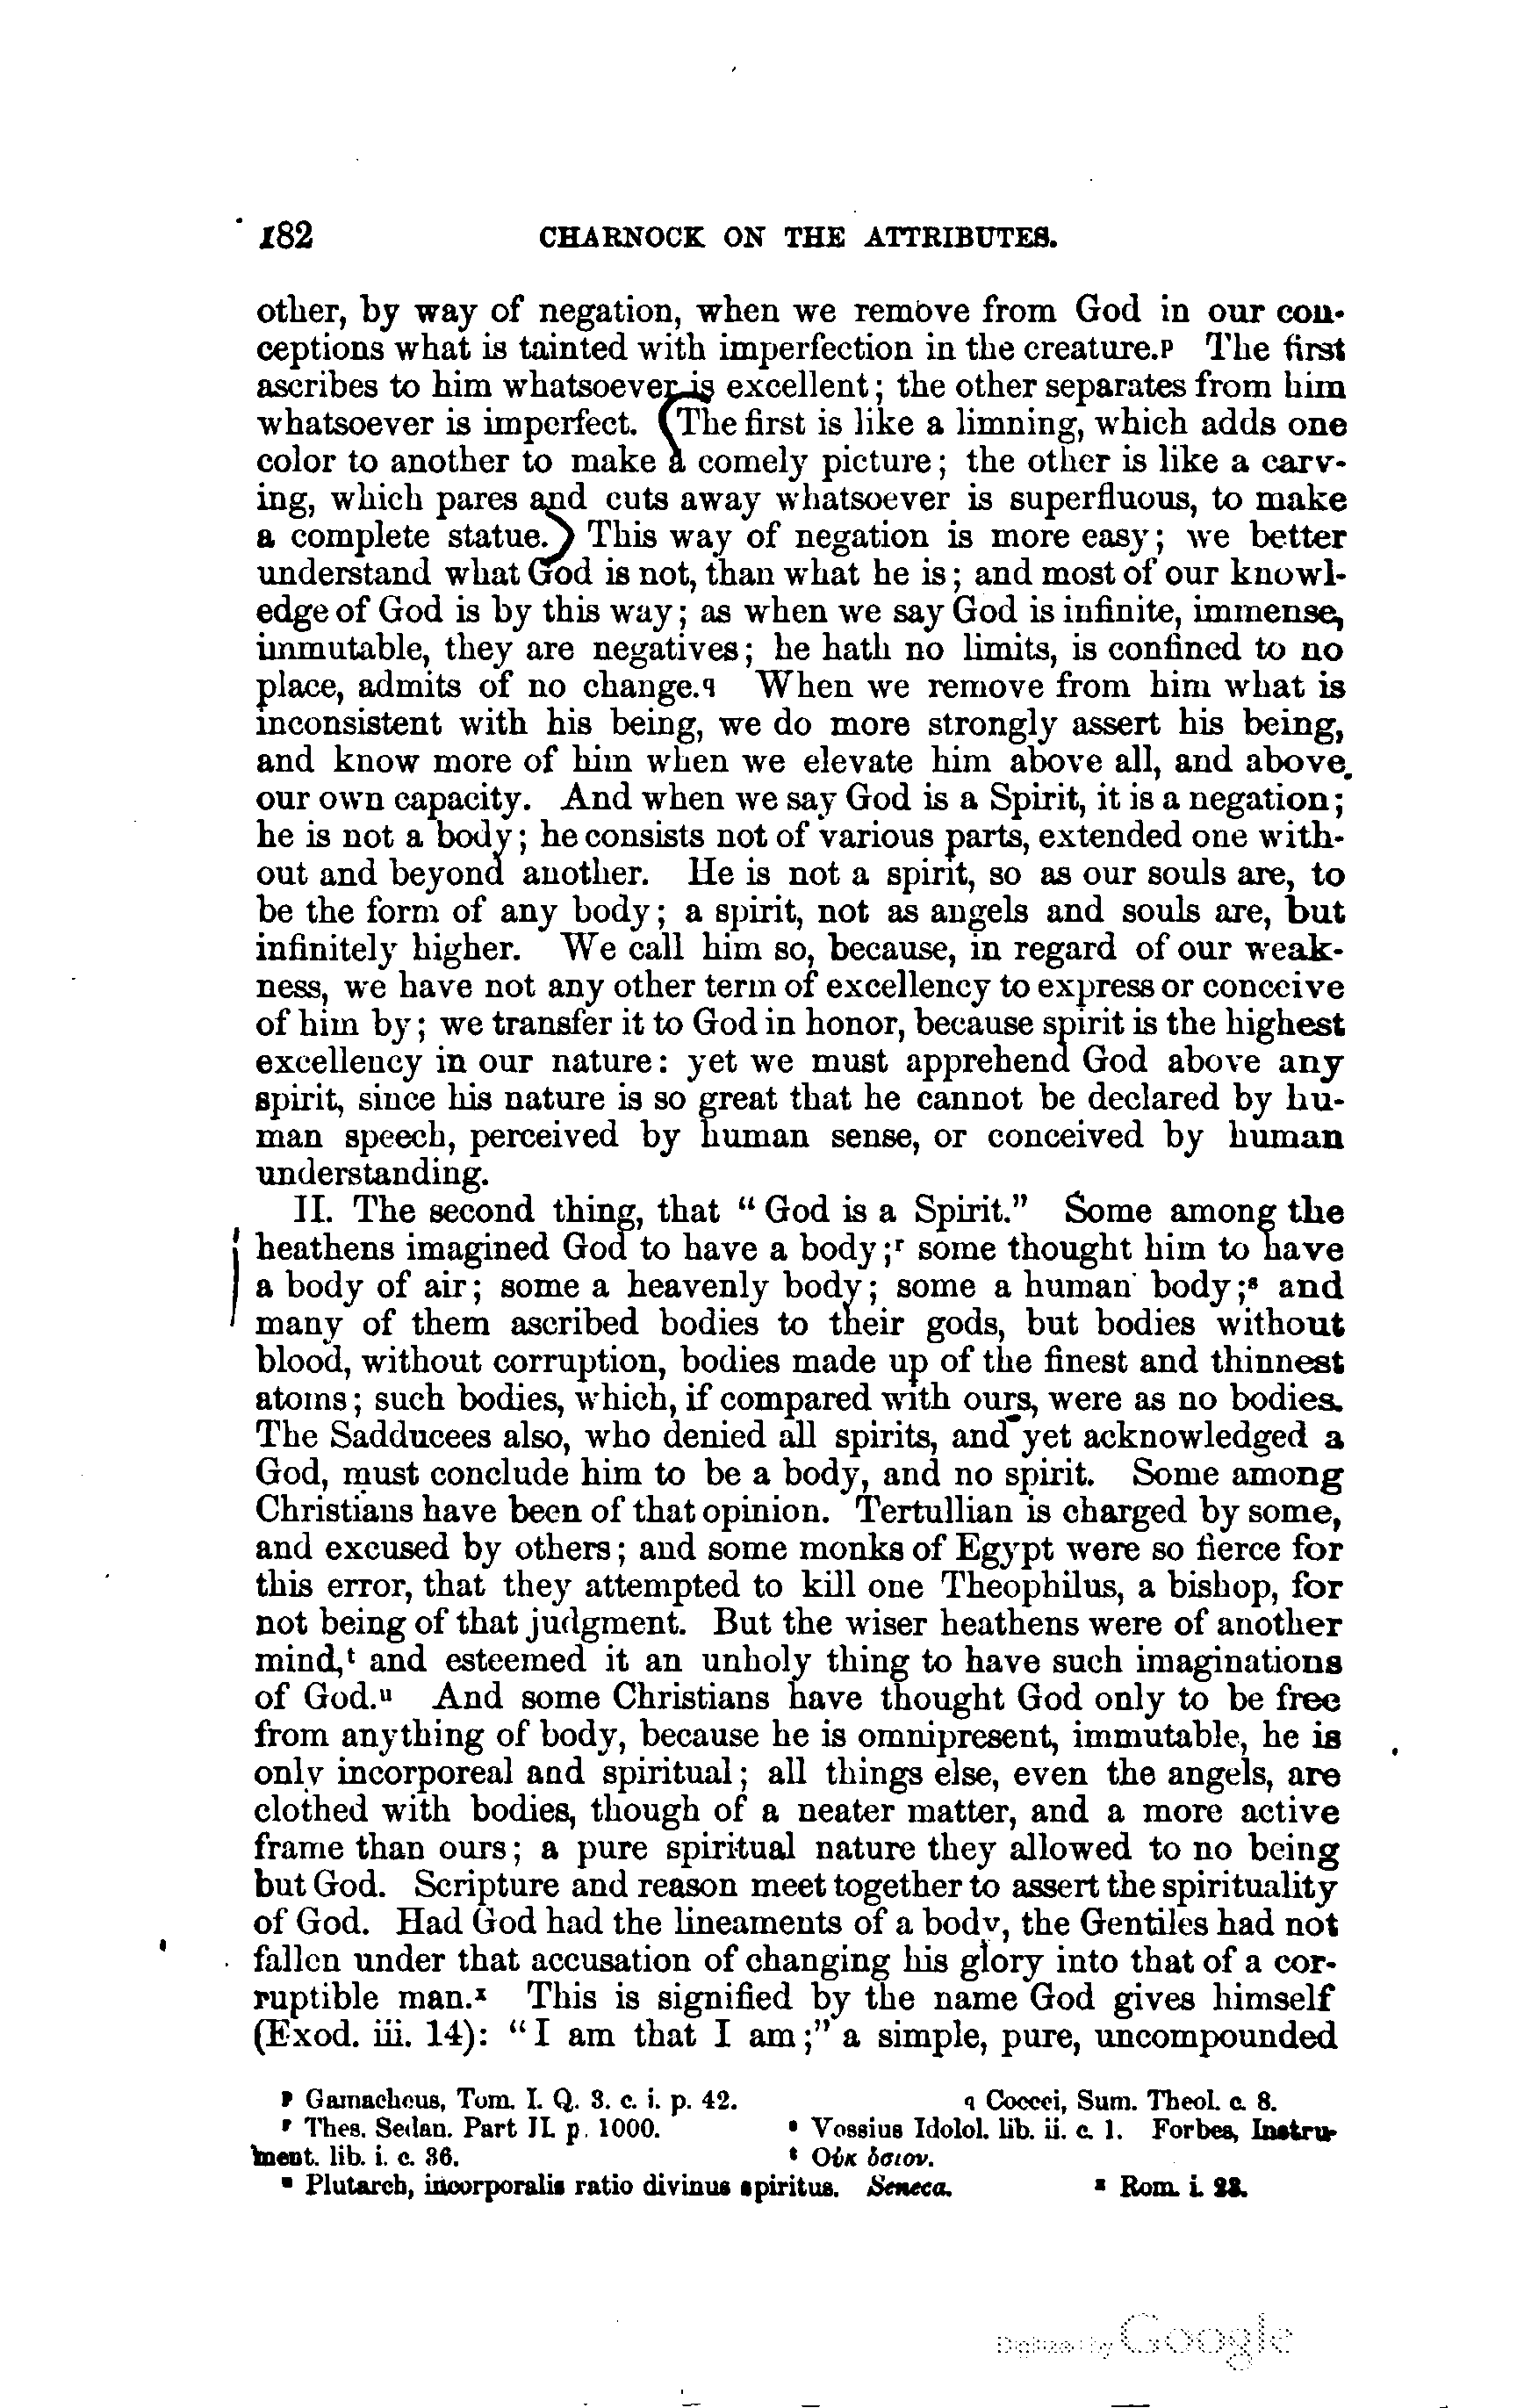 182 CHARNOCK ON THE ATTRIBUTES.
other, by way of negation, when we remove from God in our con-
ceptions what is tainted with imperfection in the creature.p The first
ascribes to him whatsoever is excellent; the other separates from him
whatsoever is imperfect. (The first is like a limning, which adds one
color to another to make a comely picture; the other is like a carv-
ing, which pares and cuts away whatsoever is superfluous, to make
a complete statue.) This way of negation is more easy; we better
understand what God is not, than what he is; and most of our knowl-
edge of God is by this way; as when we say God is infinite, immense,
immutable, they are negatives; he hath no limits, is confined to no
place, admits of no change.q When we remove from him what is
inconsistent with his being, we do more strongly assert his being,
and know more of him when we elevate him above all, and above
our own capacity. And when we say God is a Spirit, it is a negation;
he is not a body; he consists not of various parts, extended one with-
out and beyond another. He is not a spirit, so as our souls are, to
be the form of any body; a spirit, not as angels and souls are, but
infinitely higher. We call him so, because, in regard of our weak-
ness, we have not any other term of excellency to express or conceive
of him by; we transfer it to God in honor, because spirit is the highest
excellency in our nature: yet we must apprehend God above any
spirit, since his nature is so great that he cannot be declared by hu-
man speech, perceived by human sense, or conceived by human
understanding.
II. The second thing, that "God is a Spirit." Some among the
heathens imagined God to have a body;r some thought him to have
a body of air; some a heavenly body; some a human body;s and
many of them ascribed bodies to their gods, but bodies without
blood, without corruption, bodies made up of the finest and thinnest
atoms; such bodies, which, if compared with ours, were as no bodies.
The Sadducees also, who denied all spirits, and yet acknowledged a
God, must conclude him to be a body, and no spirit. Some among
Christians have been of that opinion. Tertullian is charged by some,
and excused by others; and some monks of Egypt were so fierce for
this error, that they attempted to kill one Theophilus, a bishop, for
not being of that judgment. But the wiser heathens were of another
mind,t and esteemed it an unholy thing to have such imaginations
of God.u And some Christians have thought God only to be free
from anything of body, because he is omnipresent, immutable, he is
only incorporeal and spiritual; all things else, even the angels, are
clothed with bodies, though of a neater matter, and a more active
frame than ours; a pure spiritual nature they allowed to no being
but God. Scripture and reason meet together to assert the spirituality
of God. Had God had the lineaments of a body, the Gentiles had not
fallen under that accusation of changing his glory into that of a cor-
ruptible man.x This is signified by the name God gives himself
(Exod. iii. 14): "I am that I am;" a simple, pure, uncompounded
p Gamacheus, Tom. I. Q. 3. c. i. p. 42. q Coccei, Sum. Theol. c. 8.
r Thes. Sedan. Part II. p. 1000. s Vossius Idolol. lib. ii. c. 1. Forbes, Instru-
ment. lib. i. c. 36. t Οὐκ ὅσιον.
u Plutarch, incorporalis ratio divinus spiritus. Seneca. x Rom. i. 23.
Digitized by Google